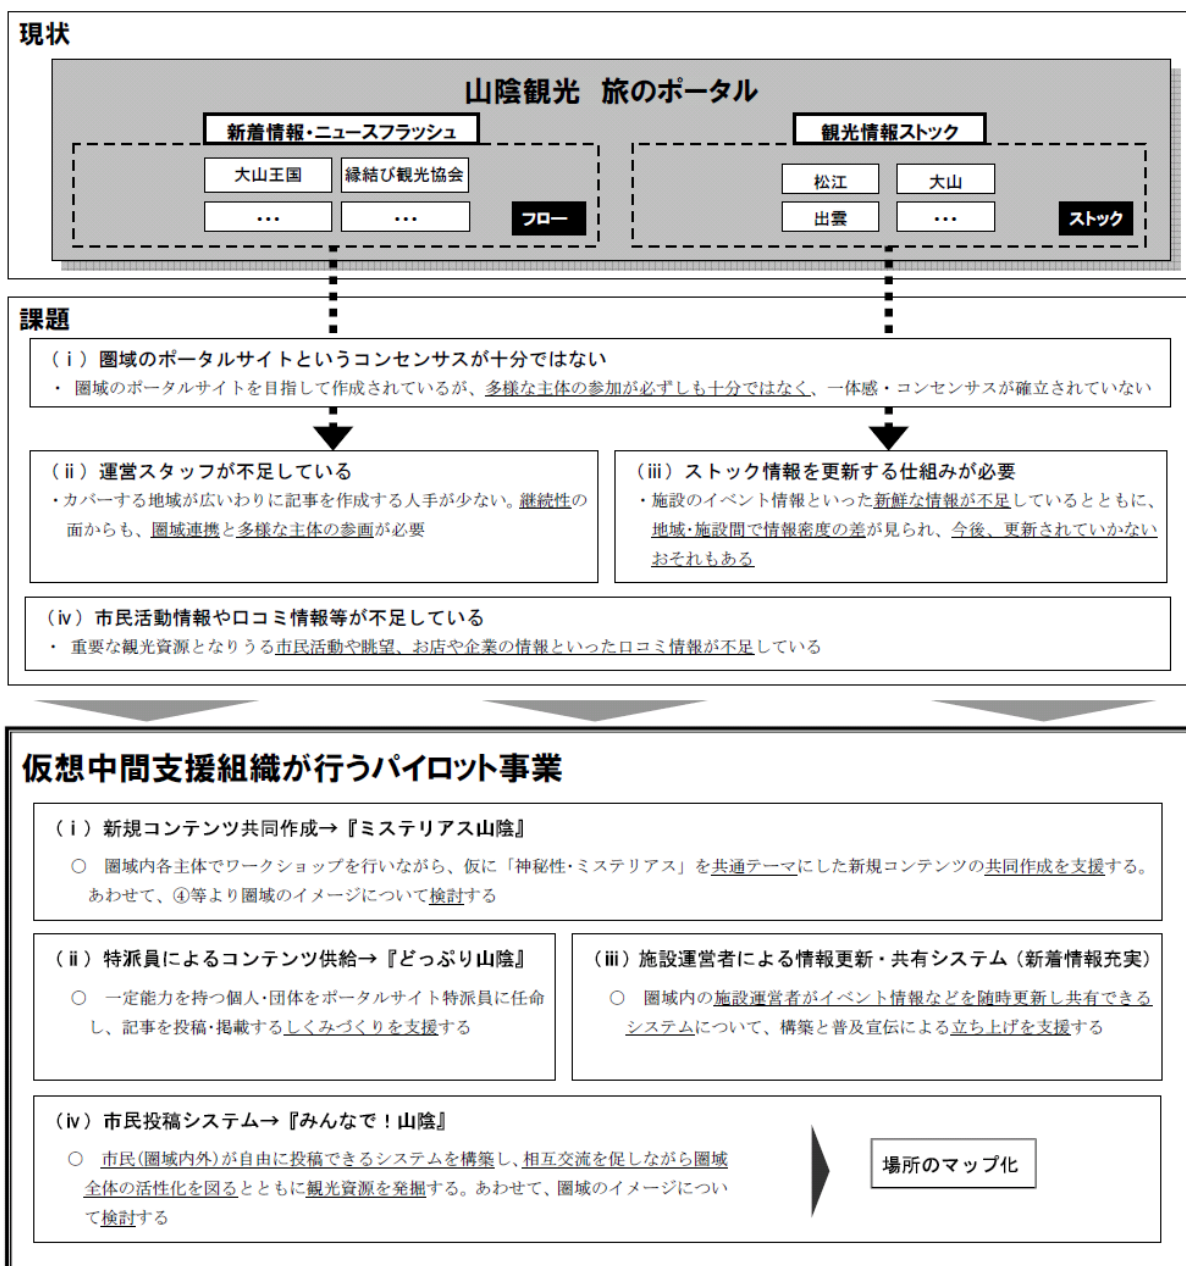 現状
山陰観光 旅のポータル
新着情報・ニュースフラッシュ
大山王国
縁結び観光協会
…
…
フロー
観光情報ストック
松江
大山
出雲
…
ストック
課題
（ⅰ）圏域のポータルサイトというコンセンサスが十分ではない
・ 圏域のポータルサイトを目指して作成されているが、多様な主体の参加が必ずしも十分ではなく、一体感・コンセンサスが確立されていない
（ⅱ）運営スタッフが不足している
・カバーする地域が広いわりに記事を作成する人手が少ない。継続性の
面からも、圏域連携と多様な主体の参画が必要
（ⅲ）ストック情報を更新する仕組みが必要
・施設のイベント情報といった新鮮な情報が不足しているとともに、
地域・施設間で情報密度の差が見られ、今後、更新されていかない
おそれもある
（ⅳ）市民活動情報や口コミ情報等が不足している
・ 重要な観光資源となりうる市民活動や眺望、お店や企業の情報といった口コミ情報が不足している
仮想中間支援組織が行うパイロット事業
（ⅰ）新規コンテンツ共同作成→『ミステリアス山陰』
○ 圏域内各主体でワークショップを行いながら、仮に「神秘性・ミステリアス」を共通テーマにした新規コンテンツの共同作成を支援する。
あわせて、④等より圏域のイメージについて検討する
（ⅱ）特派員によるコンテンツ供給→『どっぷり山陰』
○ 一定能力を持つ個人・団体をポータルサイト特派員に任命
し、記事を投稿・掲載するしくみづくりを支援する
（ⅲ）施設運営者による情報更新・共有システム（新着情報充実）
○ 圏域内の施設運営者がイベント情報などを随時更新し共有できる
システムについて、構築と普及宣伝による立ち上げを支援する
（ⅳ）市民投稿システム→『みんなで！山陰』
○ 市民(圏域内外)が自由に投稿できるシステムを構築し、相互交流を促しながら圏域
全体の活性化を図るとともに観光資源を発掘する。あわせて、圏域のイメージについ
て検討する
場所のマップ化